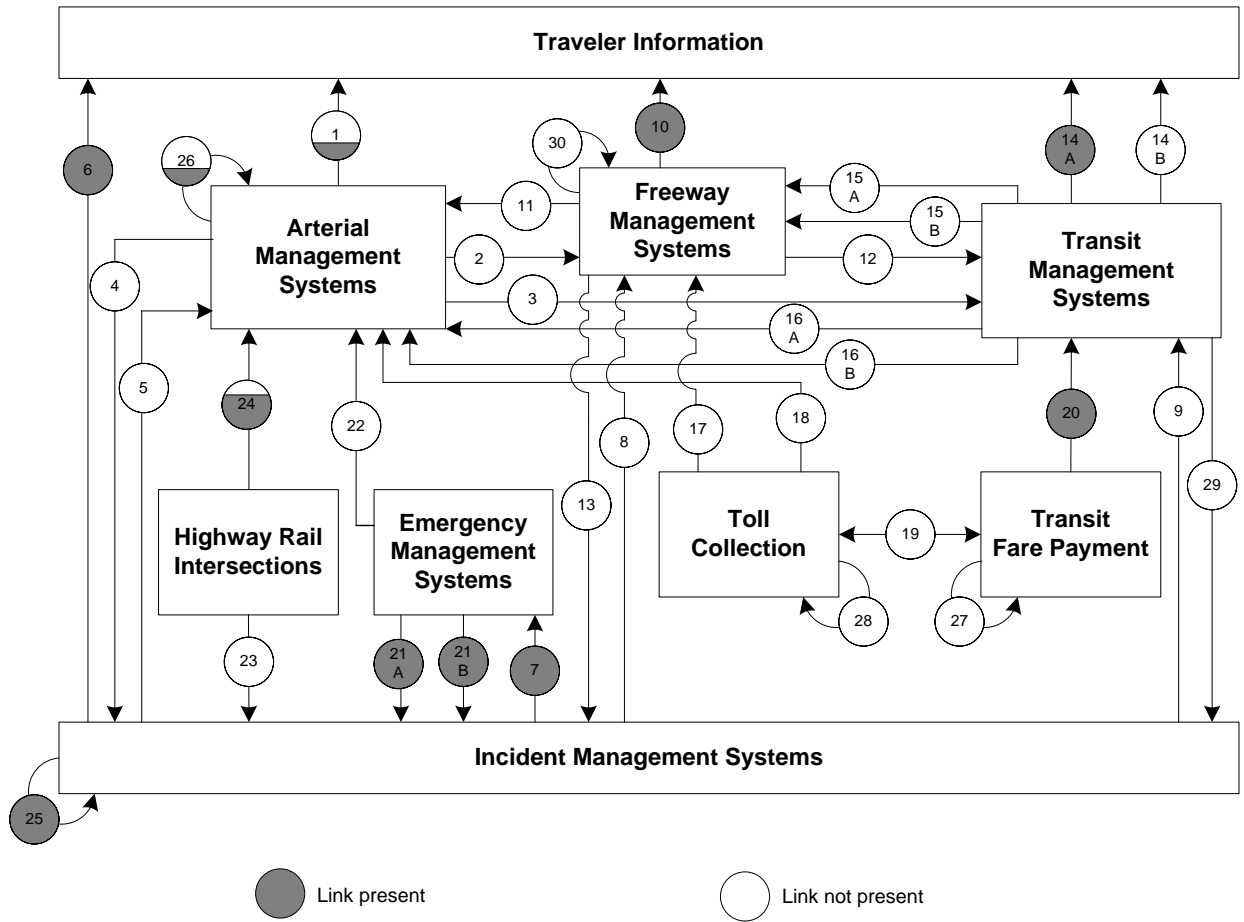 Traveler Information
1
10
6
14
A
14
B
26
30
15
A
11
Freeway
Management
Systems
15
B
Arterial
Management
Systems
Transit
Management
Systems
4
2
12
3
16
A
16
B
5
24
22
18
20
9
17
8
29
13
Highway Rail
Intersections
Emergency
Management
Systems
Toll
Collection
19
Transit
Fare Payment
28
27
23
21
A
21
B
7
Incident Management Systems
25
Link present
Link not present